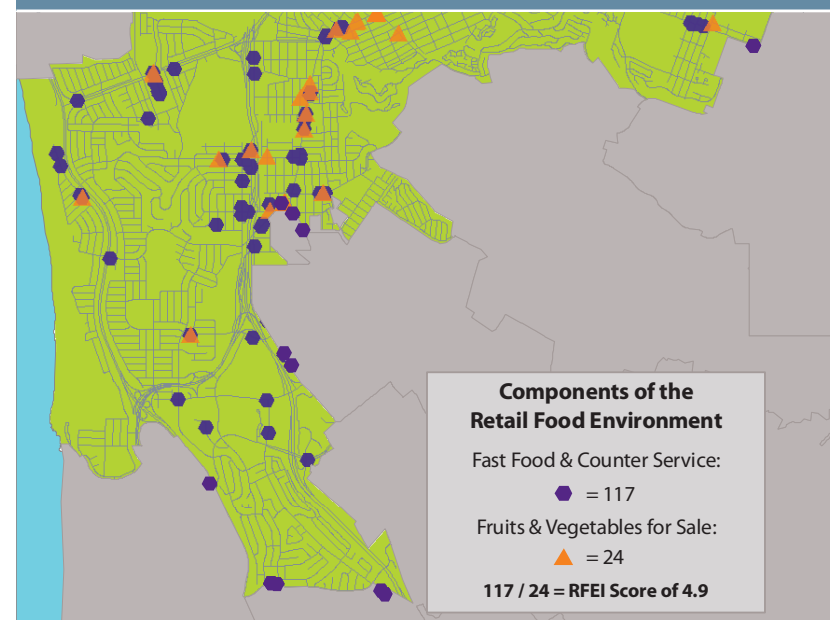 Components of the
Retail Food Environment
Fast Food & Counter Service:
= 117
Fruits & Vegetables for Sale:
= 24
117 / 24 = RFEI Score of 4.9